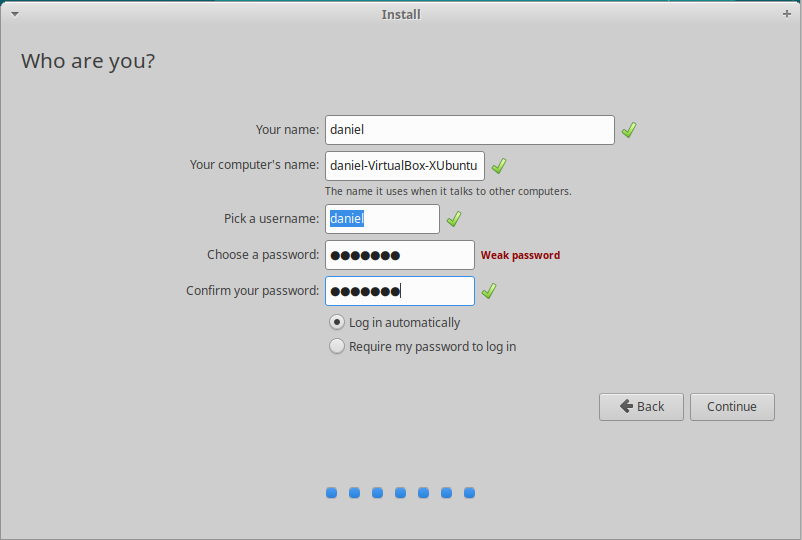 Install
Who are you?
Your name: daniel
Your computer's name: daniel-VirtualBox-XUbuntu
The name it uses when it talks to other computers.
Pick a username: daniel
Choose a password: ●●●●●●● Weak password
Confirm your password: ●●●●●●●
Log in automatically
Require my password to log in
Back Continue